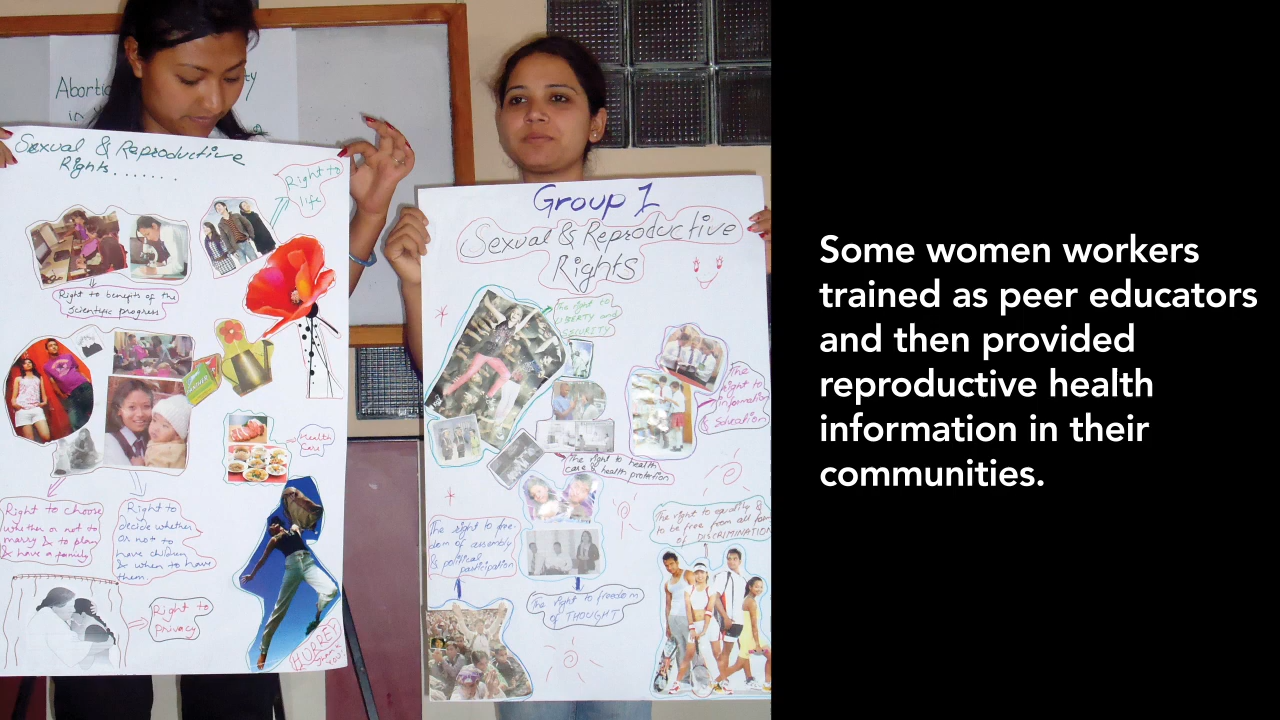 Abortio
ty
in
Sexual & Reproductive
Rights.......
Right to
life
Right to benefits of the
Scientific progress
Health
Care
Right to choose
whether or not to
marry & to plan
& have a family
Right to
decide whether
or not to
have children
& when to have
them.
Right to
Privacy
Group 1
Sexual & Reproductive
Rights
The right to
LIBERTY and
SECURITY
The
right to
information
& education
The right to health
care & health protection
The right to free-
dom of assembly
& political
participation
The right to equality &
to be free from all
of DISCRIMINATION
The right to freedom
of THOUGHT
Some women workers
trained as peer educators
and then provided
reproductive health
information in their
communities.